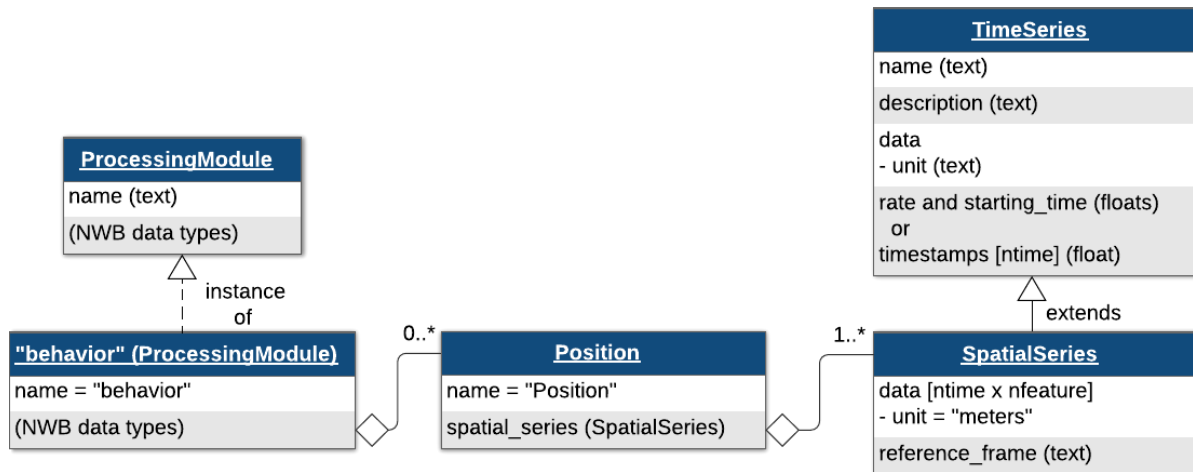 TimeSeries
name (text)
description (text)
data
- unit (text)
rate and starting_time (floats)
or
timestamps [ntime] (float)
ProcessingModule
name (text)
(NWB data types)
instance
of
extends
"behavior" (ProcessingModule)
name = "behavior"
(NWB data types)
0..*
Position
name = "Position"
spatial_series (SpatialSeries)
1..*
SpatialSeries
data [ntime x nfeature]
- unit = "meters"
reference_frame (text)